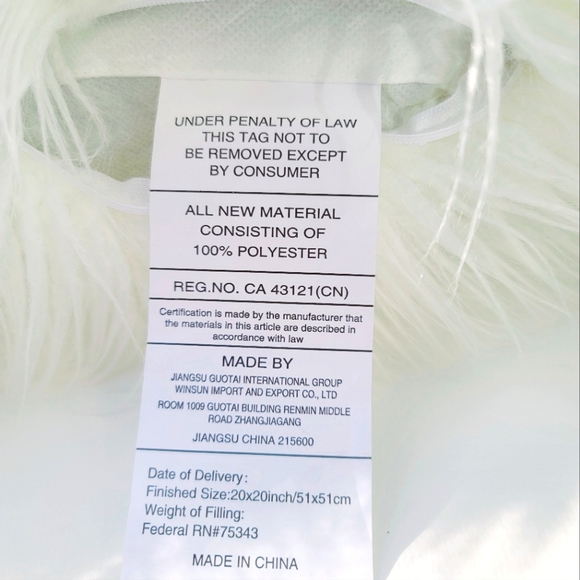 UNDER PENALTY OF LAW
THIS TAG NOT TO
BE REMOVED EXCEPT
BY CONSUMER
ALL NEW MATERIAL
CONSISTING OF
100% POLYESTER
REG.NO. CA 43121(CN)
Certification is made by the manufacturer that
the materials in this article are described in
accordance with law
MADE BY
JIANGSU GUOTAI INTERNATIONAL GROUP
WINSUN IMPORT AND EXPORT CO., LTD
ROOM 1009 GUOTAI BUILDING RENMIN MIDDLE
ROAD ZHANGJIAGANG
JIANGSU CHINA 215600
Date of Delivery:
Finished Size:20x20inch/51x51cm
Weight of Filling:
Federal RN#75343
MADE IN CHINA